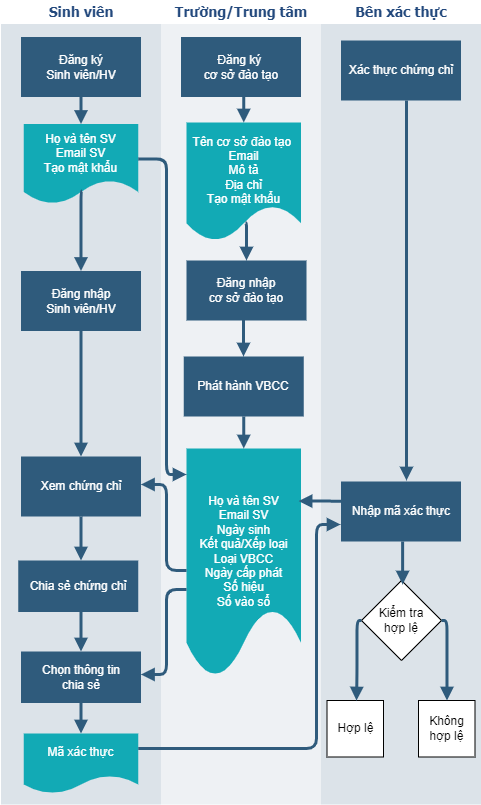 Sinh viên
Trường/Trung tâm
Bên xác thực
Đăng ký
Sinh viên/HV
Họ và tên SV
Email SV
Tạo mật khẩu
Đăng nhập
Sinh viên/HV
Xem chứng chỉ
Chia sẻ chứng chỉ
Chọn thông tin
chia sẻ
Mã xác thực
Đăng ký
cơ sở đào tạo
Tên cơ sở đào tạo
Email
Mô tả
Địa chỉ
Tạo mật khẩu
Đăng nhập
cơ sở đào tạo
Phát hành VBCC
Họ và tên SV
Email SV
Ngày sinh
Kết quả/Xếp loại
Loại VBCC
Ngày cấp phát
Số hiệu
Số vào sổ
Xác thực chứng chỉ
Nhập mã xác thực
Kiểm tra
hợp lệ
Hợp lệ
Không
hợp lệ